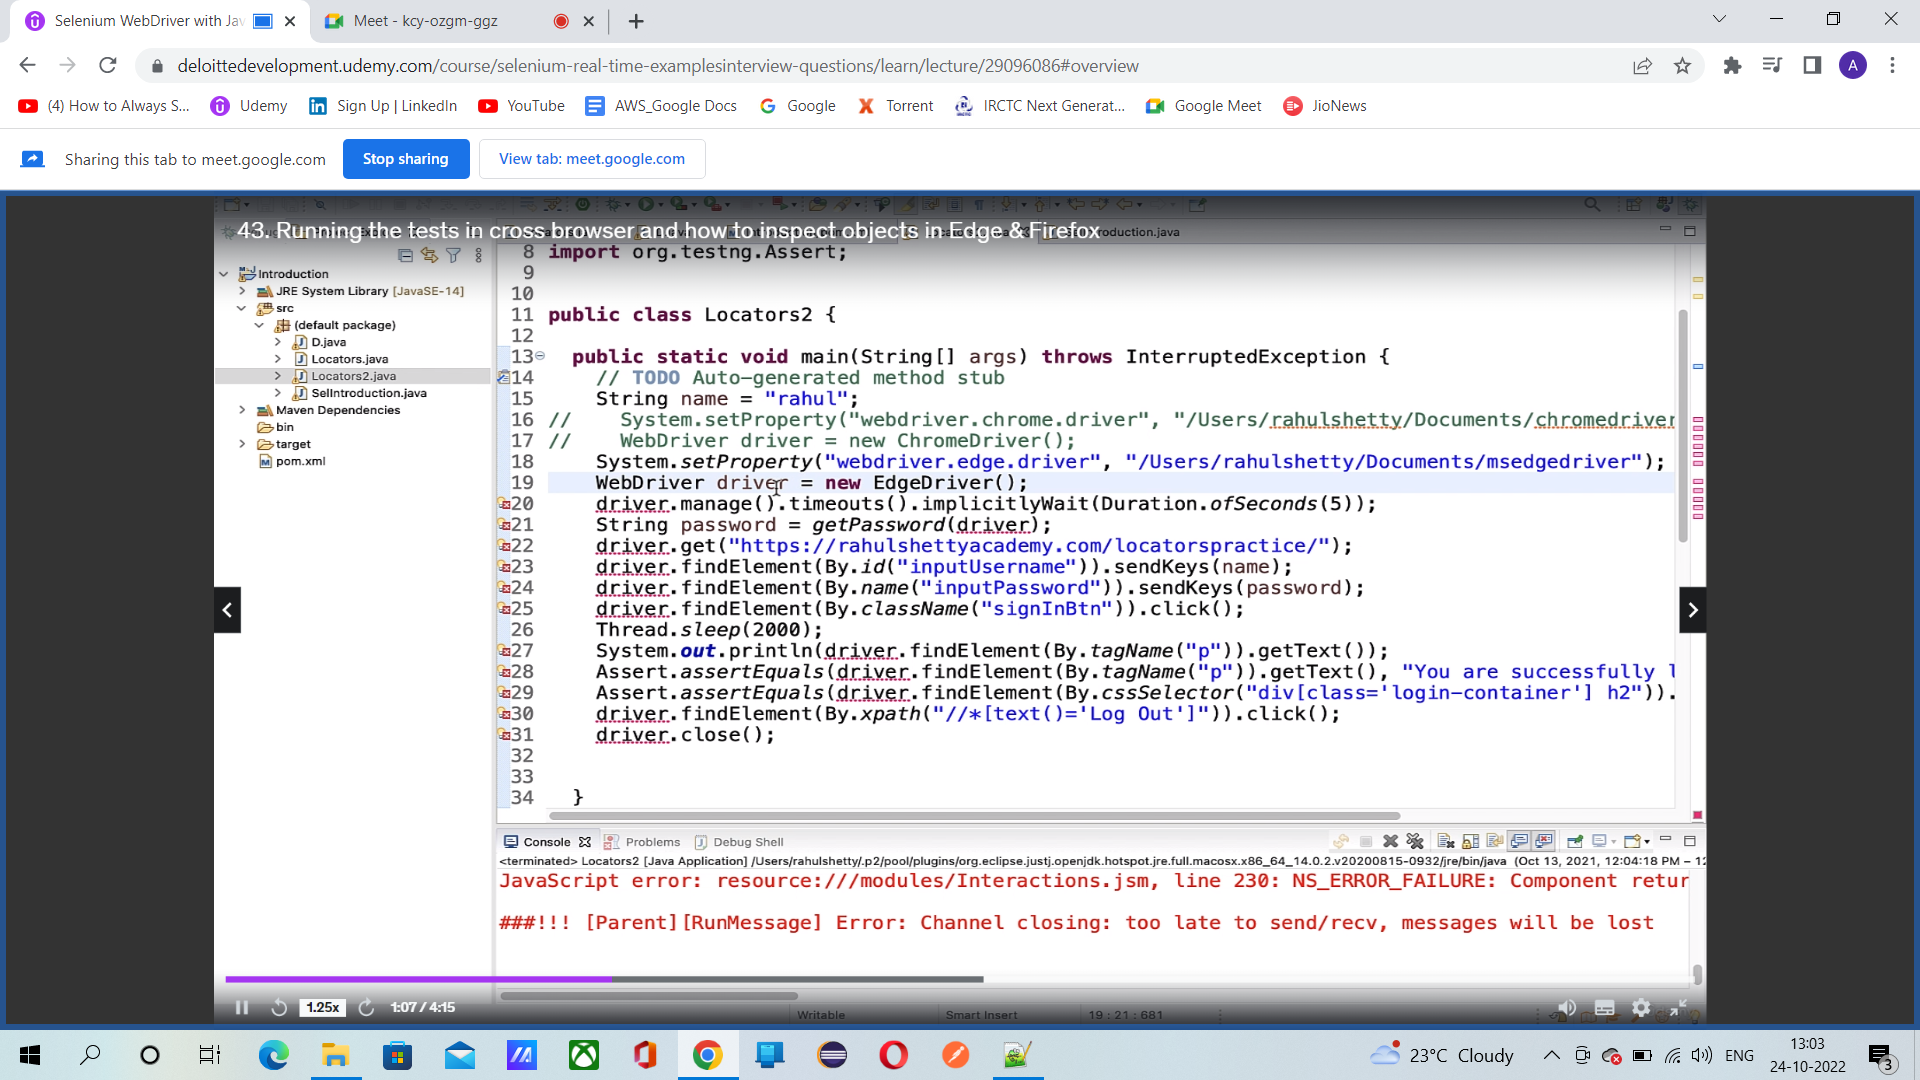 Selenium WebDriver with Jav
Meet - kcy-ozgm-ggz
deloittedevelopment.udemy.com/course/selenium-real-time-examplesinterview-questions/learn/lecture/29096086#overview
A
(4) How to Always S...
Udemy
Sign Up | LinkedIn
YouTube
AWS_Google Docs
Google
Torrent
IRCTC Next Generat...
Google Meet
JioNews
Sharing this tab to meet.google.com
Stop sharing
View tab: meet.google.com
43. Running the tests in cross browser and how to inspect objects in Edge & Firefox
Introduction
JRE System Library [JavaSE-14]
src
(default package)
D.java
Locators.java
Locators2.java
SelIntroduction.java
Maven Dependencies
bin
target
pom.xml
8 import org.testng.Assert;
9
10
11 public class Locators2 {
12
13 public static void main(String[] args) throws InterruptedException {
14 // TODO Auto-generated method stub
15 String name = "rahul";
16 // System.setProperty("webdriver.chrome.driver", "/Users/rahulshetty/Documents/chromedriver
17 // WebDriver driver = new ChromeDriver();
18 System.setProperty("webdriver.edge.driver", "/Users/rahulshetty/Documents/msedgedriver");
19 WebDriver driver = new EdgeDriver();
20 driver.manage().timeouts().implicitlyWait(Duration.ofSeconds(5));
21 String password = getPassword(driver);
22 driver.get("https://rahulshettyacademy.com/locatorspractice/");
23 driver.findElement(By.id("inputUsername")).sendKeys(name);
24 driver.findElement(By.name("inputPassword")).sendKeys(password);
25 driver.findElement(By.className("signInBtn")).click();
26 Thread.sleep(2000);
27 System.out.println(driver.findElement(By.tagName("p")).getText());
28 Assert.assertEquals(driver.findElement(By.tagName("p")).getText(), "You are successfully l
29 Assert.assertEquals(driver.findElement(By.cssSelector("div[class='login-container'] h2")).
30 driver.findElement(By.xpath("//*[text()='Log Out']")).click();
31 driver.close();
32
33
34 }
Console
Problems
Debug Shell
<terminated> Locators2 [Java Application] /Users/rahulshetty/.p2/pool/plugins/org.eclipse.justj.openjdk.hotspot.jre.full.macosx.x86_64_14.0.2.v20200815-0932/jre/bin/java (Oct 13, 2021, 12:04:18 PM – 12
JavaScript error: resource:///modules/Interactions.jsm, line 230: NS_ERROR_FAILURE: Component retur
###!!! [Parent][RunMessage] Error: Channel closing: too late to send/recv, messages will be lost
1.25x
1:07 / 4:15
Writable
Smart Insert
19 : 21 : 681
23°C Cloudy
ENG
13:03
24-10-2022
3